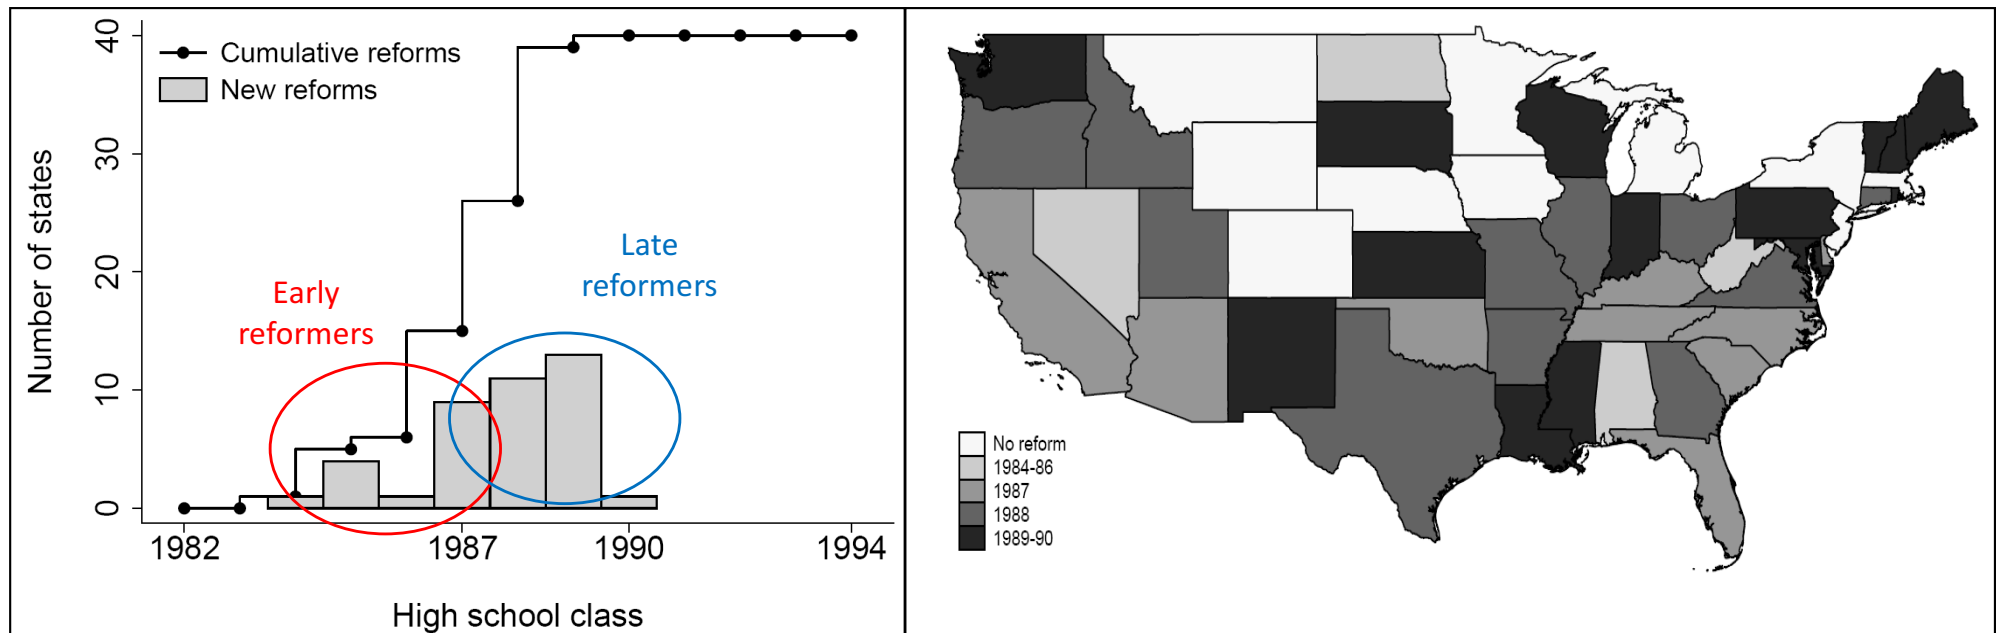 Cumulative reforms
New reforms
Number of states
40
30
20
10
0
Early
reformers
Late
reformers
1982
1987
1990
1994
High school class
No reform
1984-86
1987
1988
1989-90